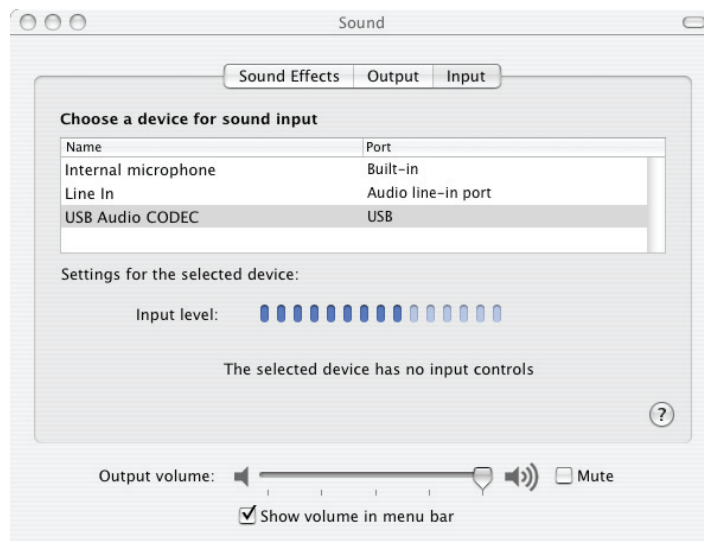 Sound
Sound Effects Output Input
Choose a device for sound input
Name Port
Internal microphone Built-in
Line In Audio line-in port
USB Audio CODEC USB
Settings for the selected device:
Input level:
The selected device has no input controls
?
Output volume: Mute
Show volume in menu bar